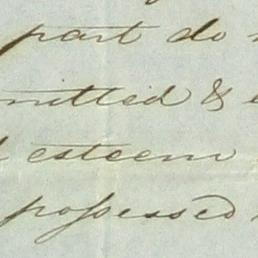 part do
mitted &
esteem
possessed